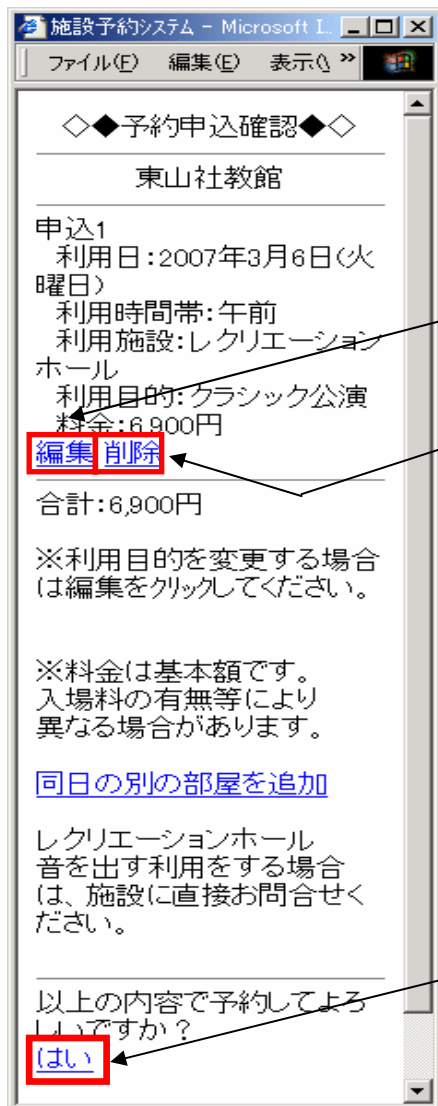 施設予約システム - Microsoft I...
ファイル(F) 編集(E) 表示(V) »
◇◆予約申込確認◆◇
東山社教館
申込1
利用日：2007年3月6日(火
曜日)
利用時間帯：午前
利用施設：レクリエーション
ホール
利用目的：クラシック公演
料金：6,900円
編集 削除
合計：6,900円
※利用目的を変更する場合
は編集をクリックしてください。
※料金は基本額です。
入場料の有無等により
異なる場合があります。
同日の別の部屋を追加
レクリエーションホール
音を出す利用をする場合
は、施設に直接お問合せく
ださい。
以上の内容で予約してよろ
しいですか？
はい